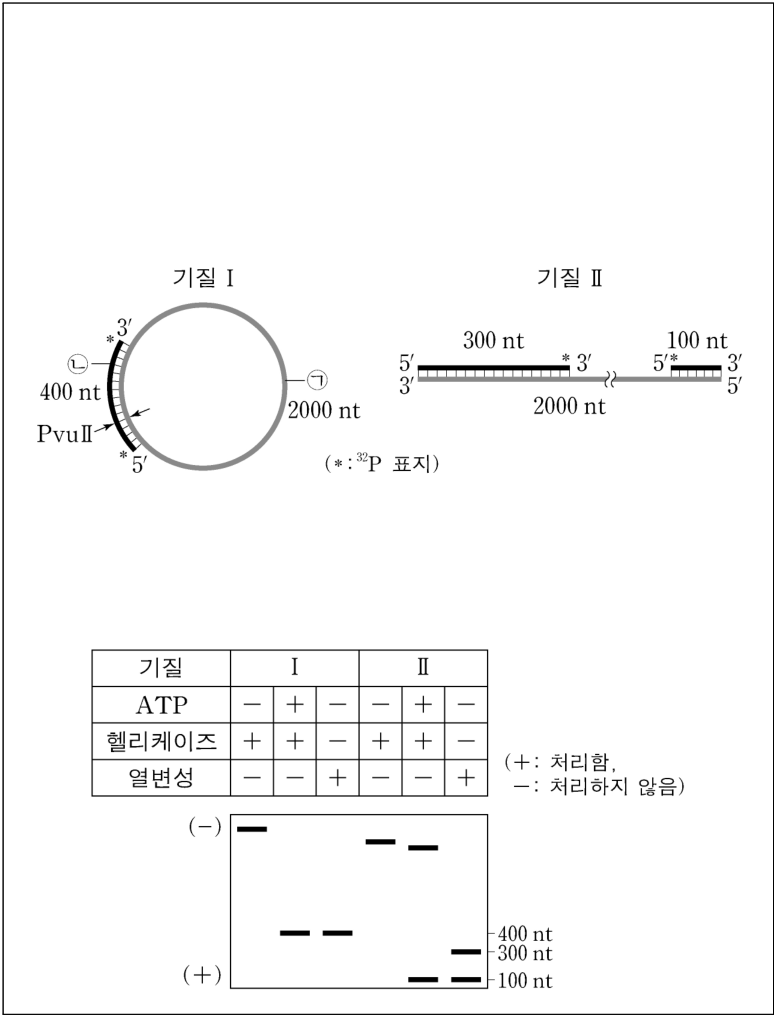 기질 Ⅰ
기질 Ⅱ
* 3′
㉡
400 nt
PvuⅡ
* 5′
㉠
2000 nt
300 nt
100 nt
5′ * 3′ 5′* 3′
3′ 5′
2000 nt
(*: ³²P 표지)
기질 Ⅰ Ⅱ
ATP − + − − + −
헬리케이즈 + + − + + −
열변성 − − + − − +
(+: 처리함,
−: 처리하지 않음)
(−)
400 nt
300 nt
(+)
100 nt